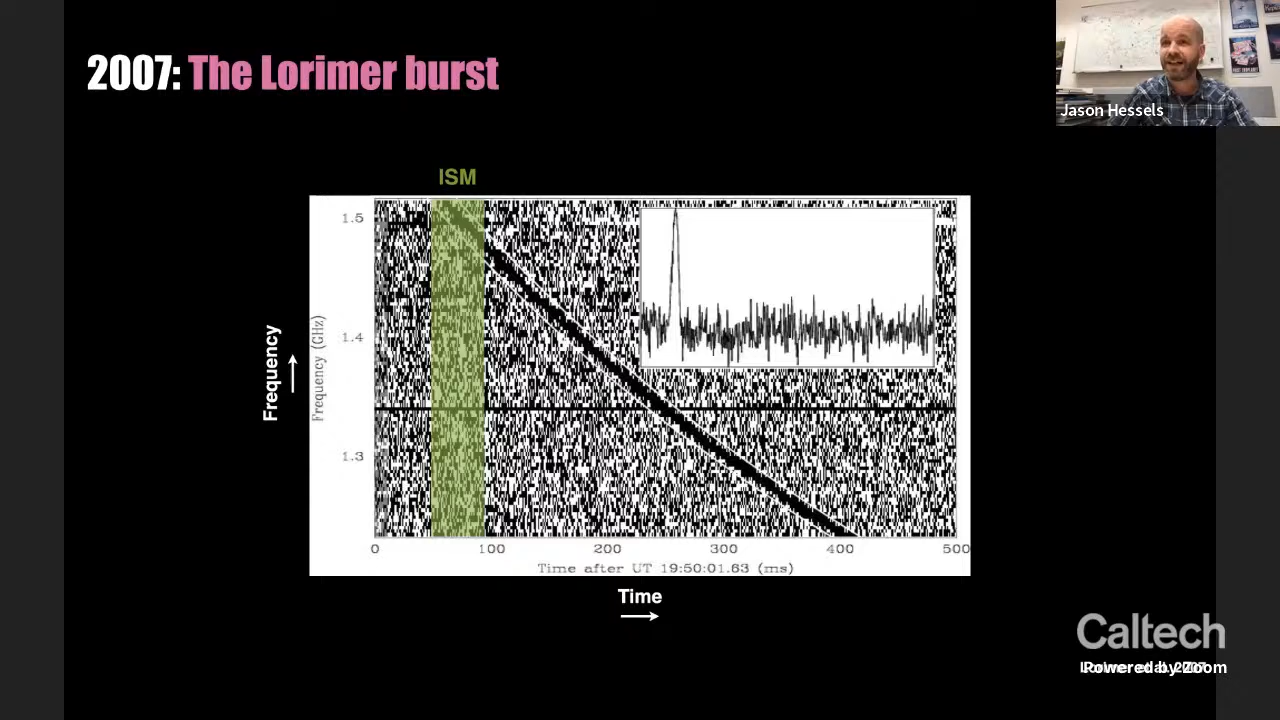 2007: The Lorimer burst
Jason Hessels
ISM
1.5
1.4
1.3
Frequency
Frequency (GHz)
0 100 200 300 400 500
Time after UT 19:50:01.63 (ms)
Time
Caltech
Powered by Zoom